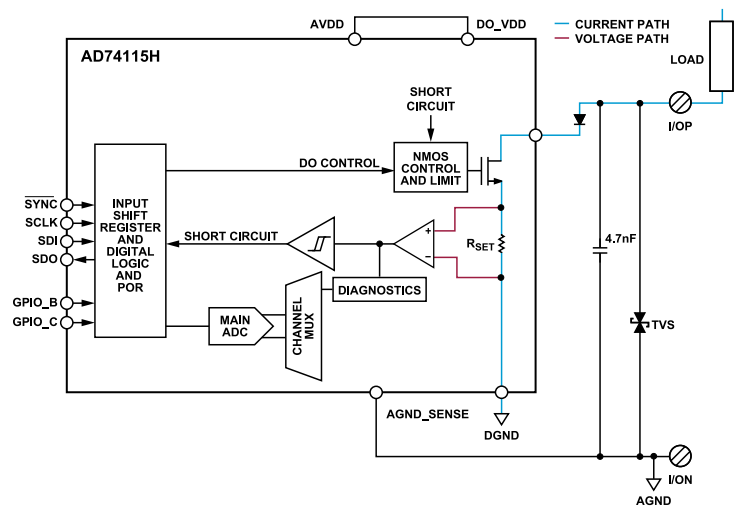 AVDD
DO_VDD
CURRENT PATH
VOLTAGE PATH
AD74115H
LOAD
SHORT
CIRCUIT
I/OP
DO CONTROL
NMOS
CONTROL
AND LIMIT
SYNC
SCLK
SDI
SDO
GPIO_B
GPIO_C
INPUT
SHIFT
REGISTER
AND
DIGITAL
LOGIC
AND
POR
SHORT CIRCUIT
+
−
RSET
4.7nF
DIAGNOSTICS
MAIN
ADC
CHANNEL
MUX
TVS
AGND_SENSE
DGND
I/ON
AGND